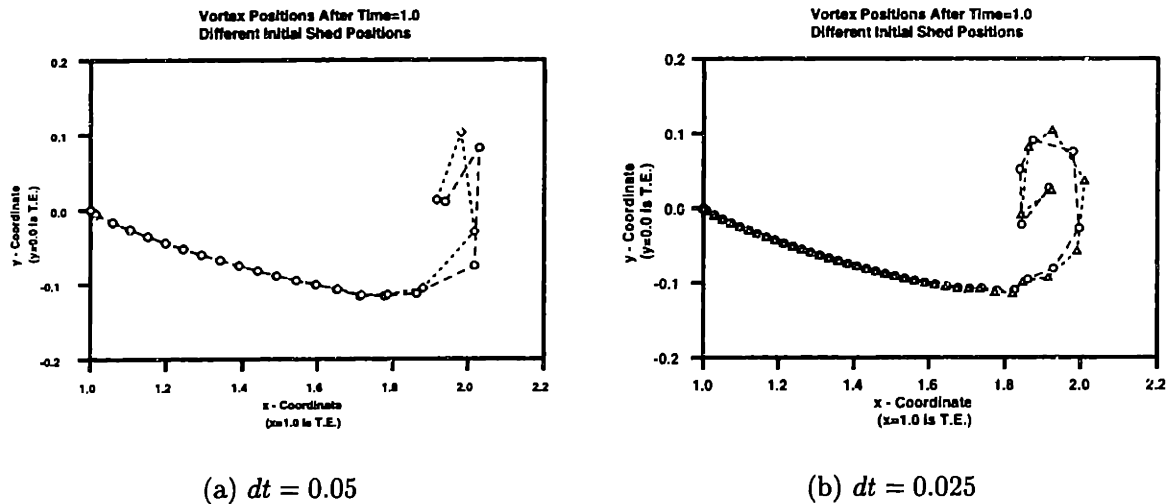 Vortex Positions After Time=1.0
Different Initial Shed Positions
0.2
0.1
0.0
-0.1
-0.2
y - Coordinate
(y=0.0 is T.E.)
1.0
1.2
1.4
1.6
1.8
2.0
2.2
x - Coordinate
(x=1.0 is T.E.)
(a) dt = 0.05
Vortex Positions After Time=1.0
Different Initial Shed Positions
0.2
0.1
0.0
-0.1
-0.2
y - Coordinate
(y=0.0 is T.E.)
1.0
1.2
1.4
1.6
1.8
2.0
2.2
x - Coordinate
(x=1.0 is T.E.)
(b) dt = 0.025